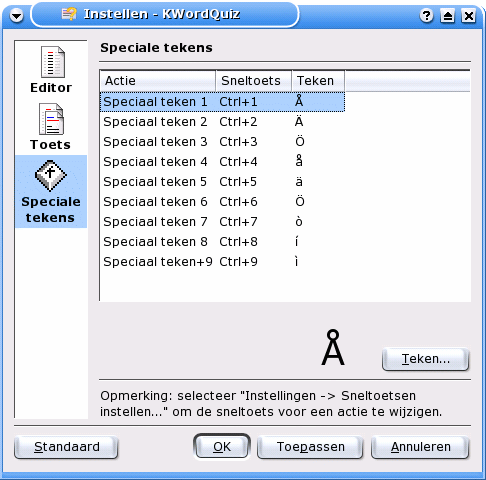 Instellen - KWordQuiz
Editor
Toets
Speciale
tekens
Speciale tekens
Actie Sneltoets Teken
Speciaal teken 1 Ctrl+1 Å
Speciaal teken 2 Ctrl+2 Ä
Speciaal teken 3 Ctrl+3 Ö
Speciaal teken 4 Ctrl+4 å
Speciaal teken 5 Ctrl+5 ä
Speciaal teken 6 Ctrl+6 Ö
Speciaal teken 7 Ctrl+7 ò
Speciaal teken 8 Ctrl+8 í
Speciaal teken+9 Ctrl+9 ì
Å
Teken...
Opmerking: selecteer "Instellingen -> Sneltoetsen
instellen..." om de sneltoets voor een actie te wijzigen.
Standaard OK Toepassen Annuleren